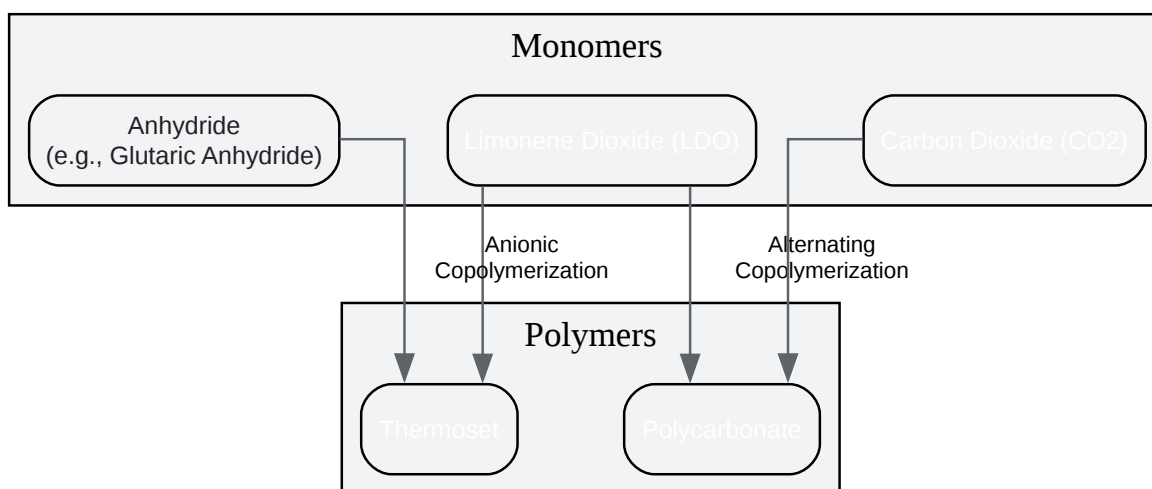 Monomers
Anhydride
(e.g., Glutaric Anhydride)
Limonene Dioxide (LDO)
Carbon Dioxide (CO2)
Anionic
Copolymerization
Alternating
Copolymerization
Polymers
Thermoset
Polycarbonate